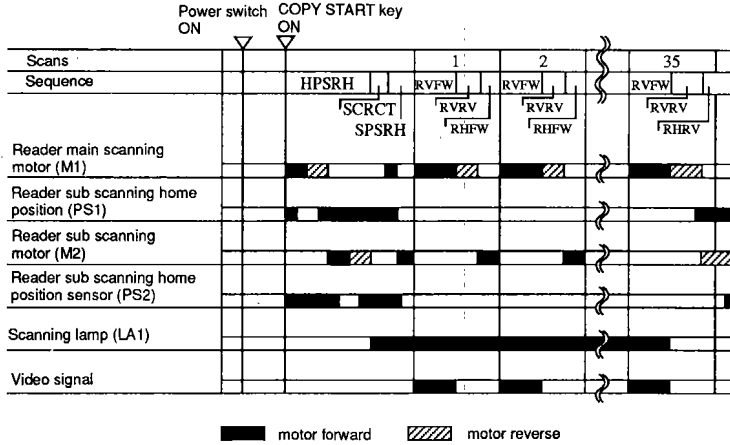 Power switch ON
COPY START key ON
Scans 1 2 35
Sequence HPSRH RVFW RVFW RVFW
SCRCT RVRV RVRV RVRV
SPSRH RHFW RHFW RHRV
Reader main scanning
motor (M1)
Reader sub scanning home
position (PS1)
Reader sub scanning
motor (M2)
Reader sub scanning home
position sensor (PS2)
Scanning lamp (LA1)
Video signal
motor forward motor reverse